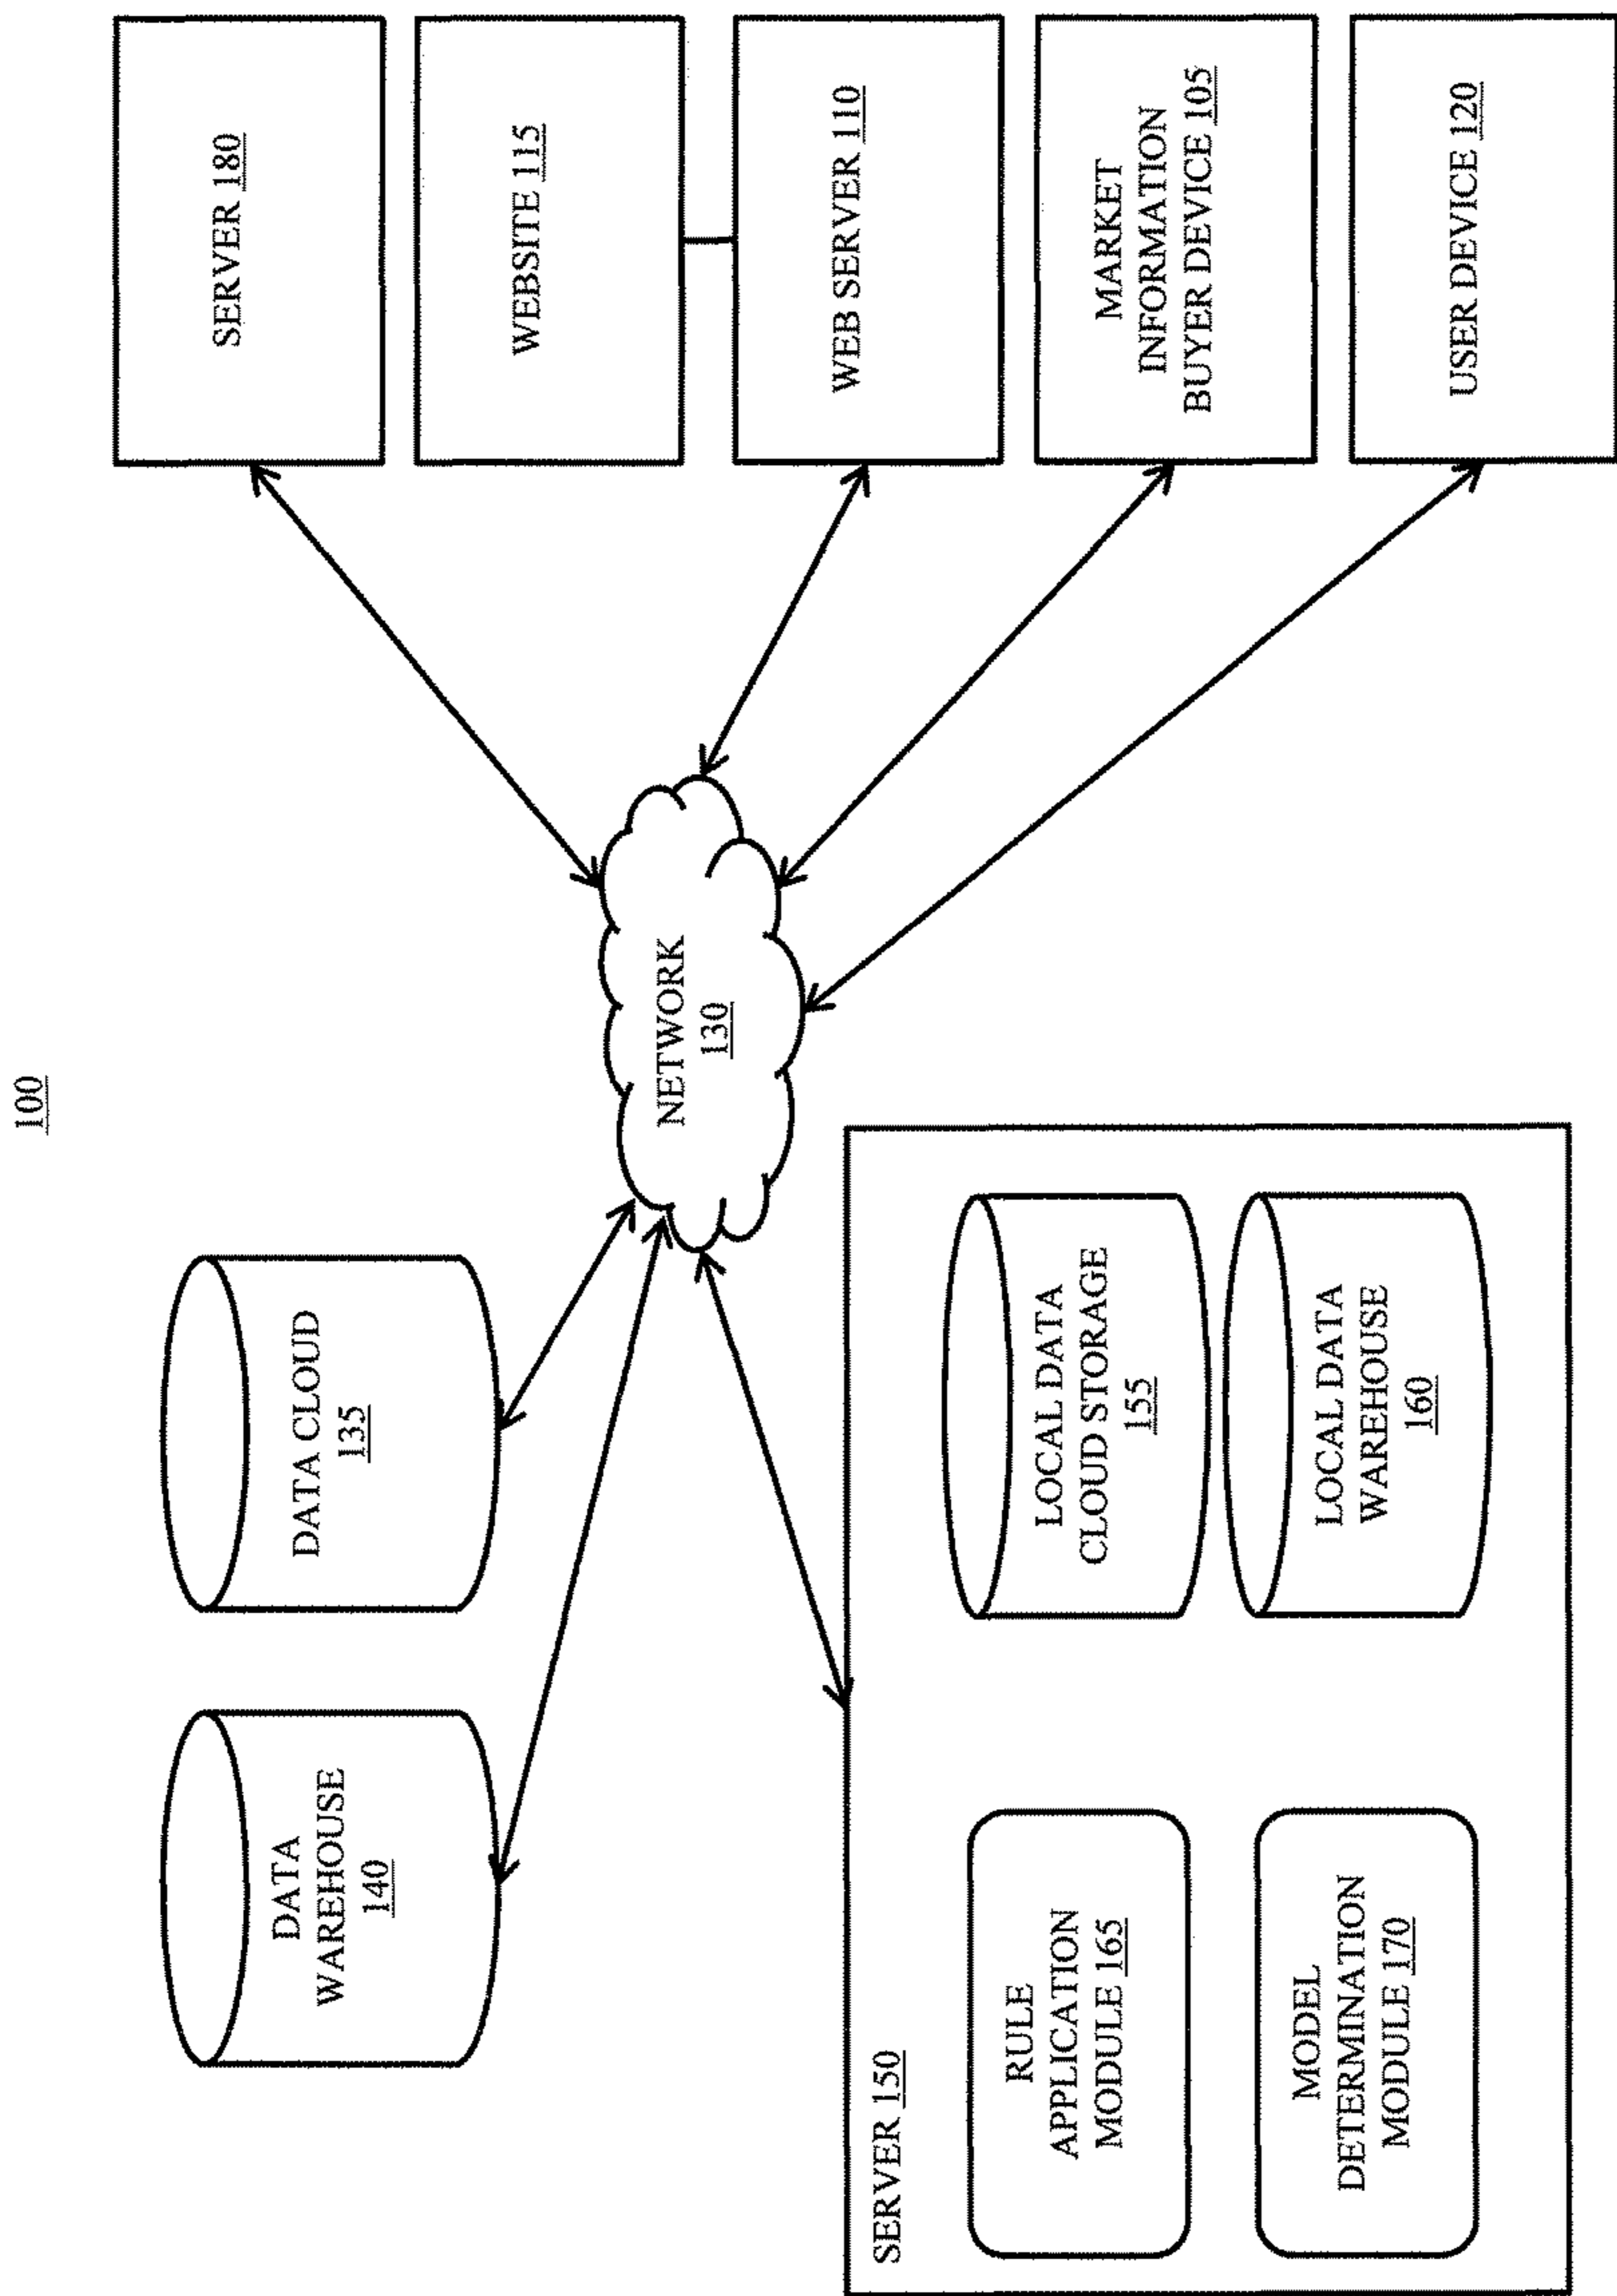 100
DATA
WAREHOUSE
140
DATA CLOUD
135
SERVER 180
WEBSITE 115
NETWORK
130
WEB SERVER 110
SERVER 150
RULE
APPLICATION
MODULE 165
LOCAL DATA
CLOUD STORAGE
155
MARKET
INFORMATION
BUYER DEVICE 105
MODEL
DETERMINATION
MODULE 170
LOCAL DATA
WAREHOUSE
160
USER DEVICE 120